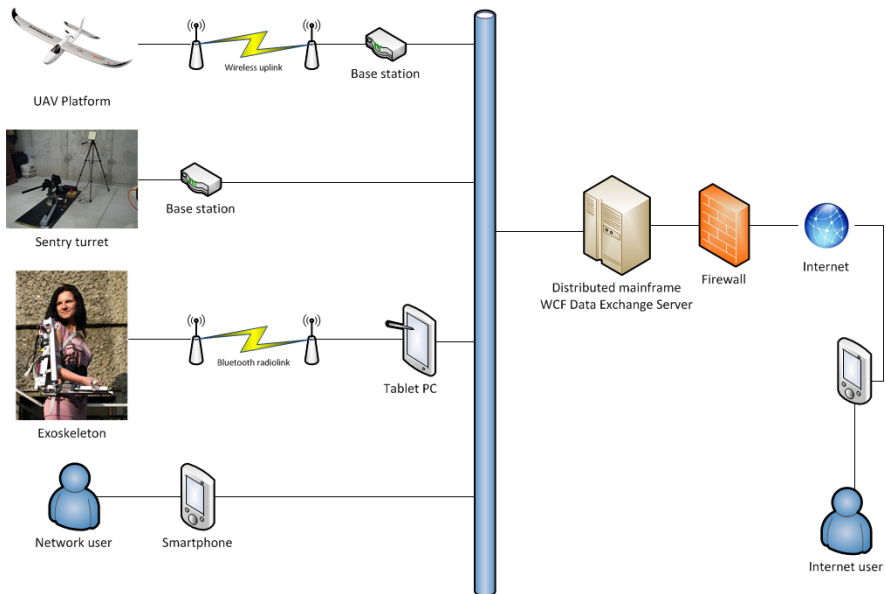 Wireless uplink
Base station
UAV Platform
Base station
Sentry turret
Distributed mainframe
WCF Data Exchange Server
Firewall
Internet
Bluetooth radiolink
Tablet PC
Exoskeleton
Network user
Smartphone
Internet user